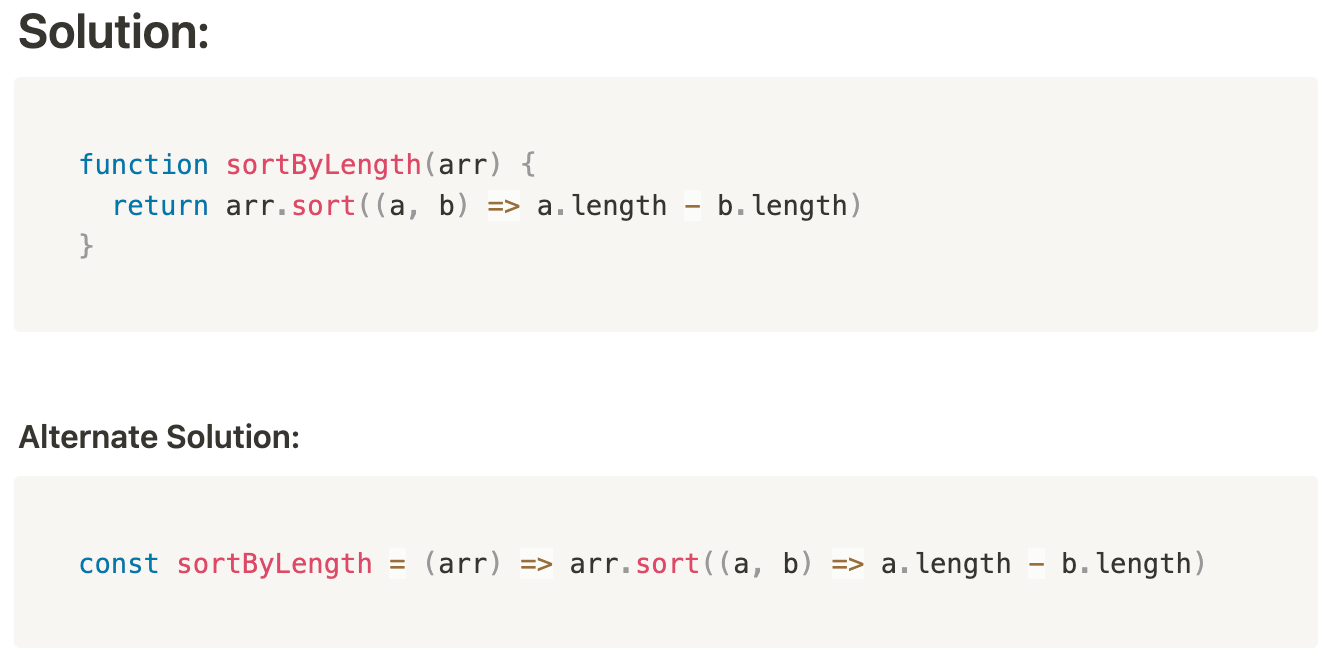 Solution:
function sortByLength(arr) {
  return arr.sort((a, b) => a.length - b.length)
}
Alternate Solution:
const sortByLength = (arr) => arr.sort((a, b) => a.length - b.length)